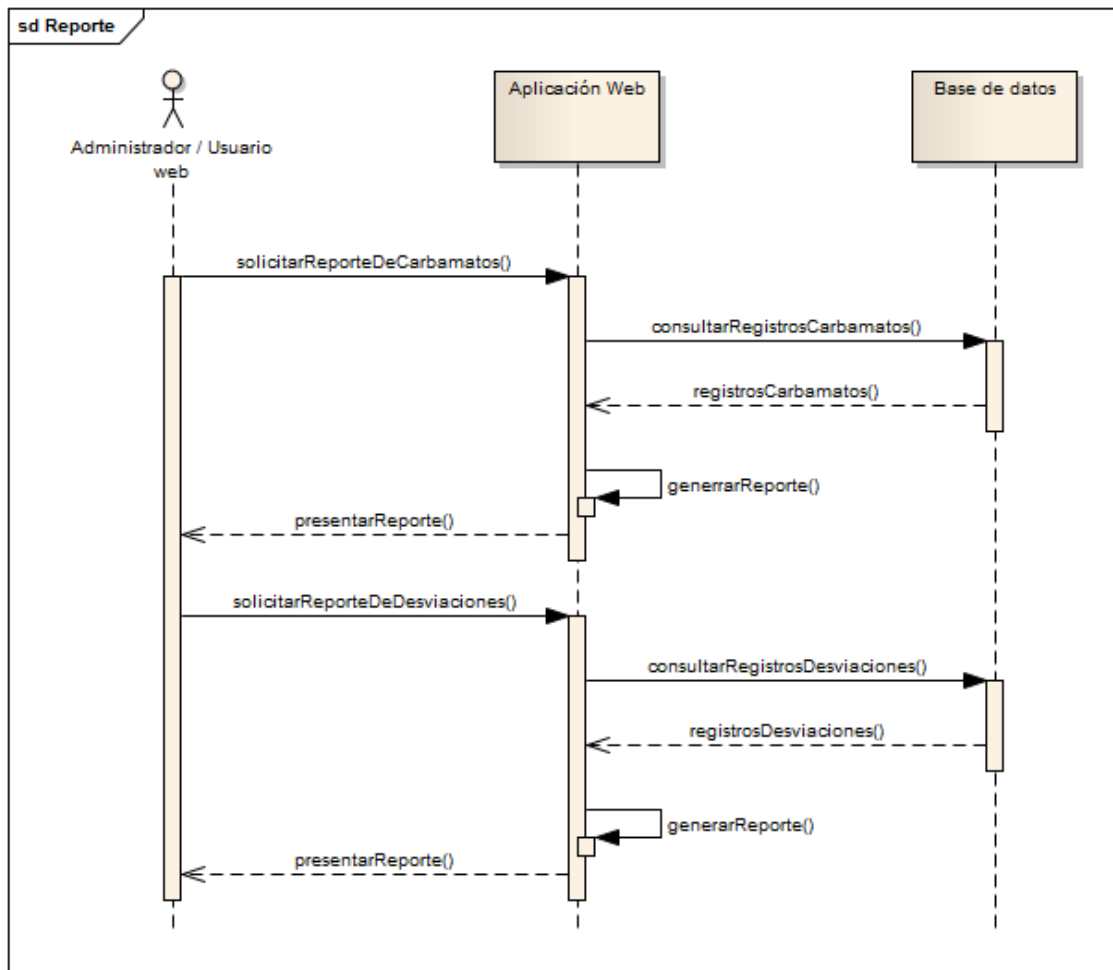 sd Reporte
Administrador / Usuario
web
Aplicación Web
Base de datos
solicitarReporteDeCarbamatos()
consultarRegistrosCarbamatos()
registrosCarbamatos()
generrarReporte()
presentarReporte()
solicitarReporteDeDesviaciones()
consultarRegistrosDesviaciones()
registrosDesviaciones()
generarReporte()
presentarReporte()